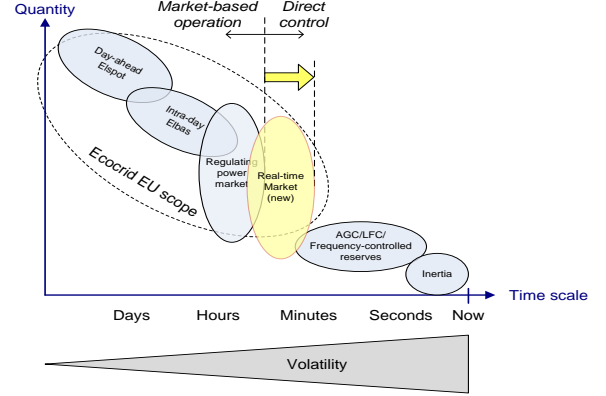 Quantity
Market-based
operation
Direct
control
Day-ahead
Elspot
Intra-day
Elbas
Ecocrid EU scope
Regulating
power
market
Real-time
Market
(new)
AGC/LFC/
Frequency-controlled
reserves
Inertia
Time scale
Days
Hours
Minutes
Seconds
Now
Volatility